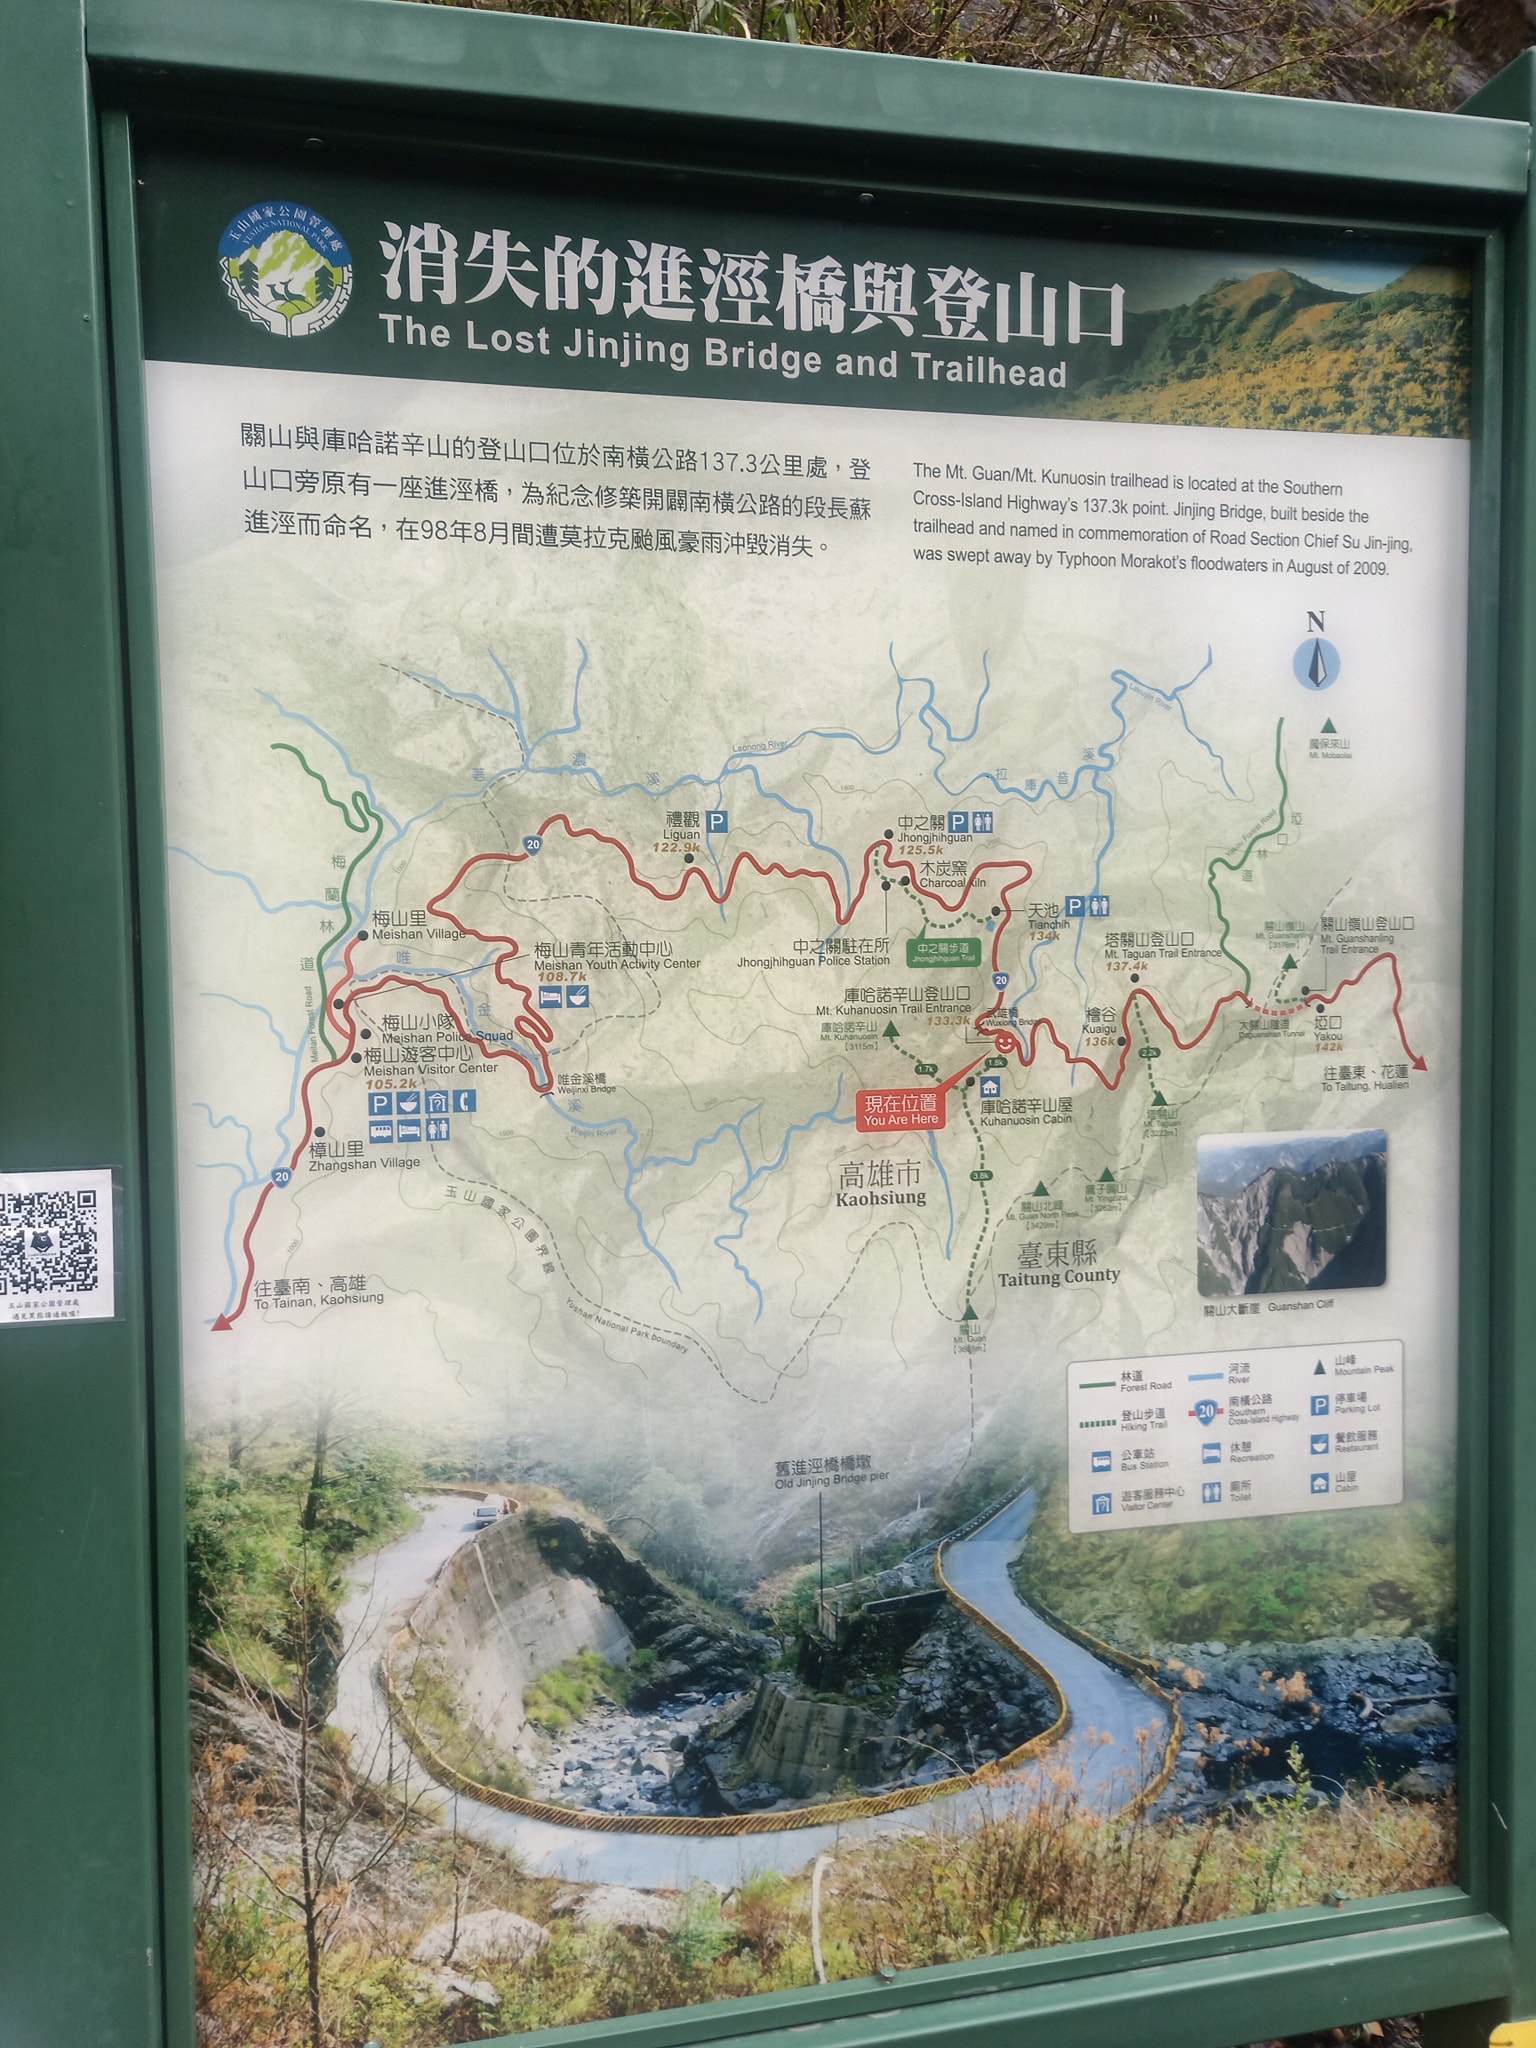 玉山國家公園管理處
YUSHAN NATIONAL PARK
消失的進涇橋與登山口
The Lost Jinjing Bridge and Trailhead
關山與庫哈諾辛山的登山口位於南橫公路137.3公里處，登
山口旁原有一座進涇橋，為紀念修築開闢南橫公路的段長蘇
進涇而命名，在98年8月間遭莫拉克颱風豪雨沖毀消失。
The Mt. Guan/Mt. Kunuosin trailhead is located at the Southern
Cross-Island Highway's 137.3k point. Jinjing Bridge, built beside the
trailhead and named in commemoration of Road Section Chief Su Jin-jing,
was swept away by Typhoon Morakot's floodwaters in August of 2009.
N
魔保來山
Mt. Mobaolai
Lakuyin River
拉庫音溪
Laonong River
荖濃溪
1500
20
禮觀
P
Liguan
122.9k
中之關
P
Jhongjhihguan
125.5k
木炭窯
Charcoal kiln
中之關駐在所
Jhongjhihguan Police Station
中之關步道
Jhongjhihguan Trail
天池
P
Tianchih
134k
20
梅蘭林道
Meilan Forest Road
梅山里
Meishan Village
梅山青年活動中心
Meishan Youth Activity Center
108.7k
梅山小隊
Meishan Police Squad
梅山遊客中心
Meishan Visitor Center
105.2k
P
樟山里
Zhangshan Village
20
往臺南、高雄
To Tainan, Kaohsiung
唯金溪
唯金溪橋
Weijinxi Bridge
Weijin River
1500
1000
玉山國家公園界線
Yushan National Park boundary
庫哈諾辛山登山口
Mt. Kuhanuosin Trail Entrance
133.3k
武雄橋
Wuxiong Bridge
庫哈諾辛山
Mt. Kuhanuosin
【3115m】
1.7k
1.8k
現在位置
You Are Here
庫哈諾辛山屋
Kuhanuosin Cabin
塔關山登山口
Mt. Taguan Trail Entrance
137.4k
檜谷
Kuaigu
136k
2.2k
塔關山
Mt. Taguan
【3222m】
埡口林道
關山嶺山
Mt. Guanshanling
【3176m】
關山嶺山登山口
Mt. Guanshanling
Trail Entrance
大關山隧道
Daguanshan Tunnel
埡口
Yakou
142k
往臺東、花蓮
To Taitung, Hualien
高雄市
Kaohsiung
3.8k
關山北峰
Mt. Guan North Peak
【3429m】
鷹子嘴山
Mt. Yingzizui
【3262m】
臺東縣
Taitung County
關山
Mt. Guan
關山大斷崖 Guanshan Cliff
林道
Forest Road
河流
River
山峰
Mountain Peak
登山步道
Hiking Trail
20
南橫公路
Southern
Cross-Island Highway
P
停車場
Parking Lot
公車站
Bus Station
休憩
Recreation
餐飲服務
Restaurant
遊客服務中心
Visitor Center
廁所
Toilet
山屋
Cabin
舊進涇橋橋墩
Old Jinjing Bridge pier
玉山國家公園管理處
遇見黑熊請通報喔!